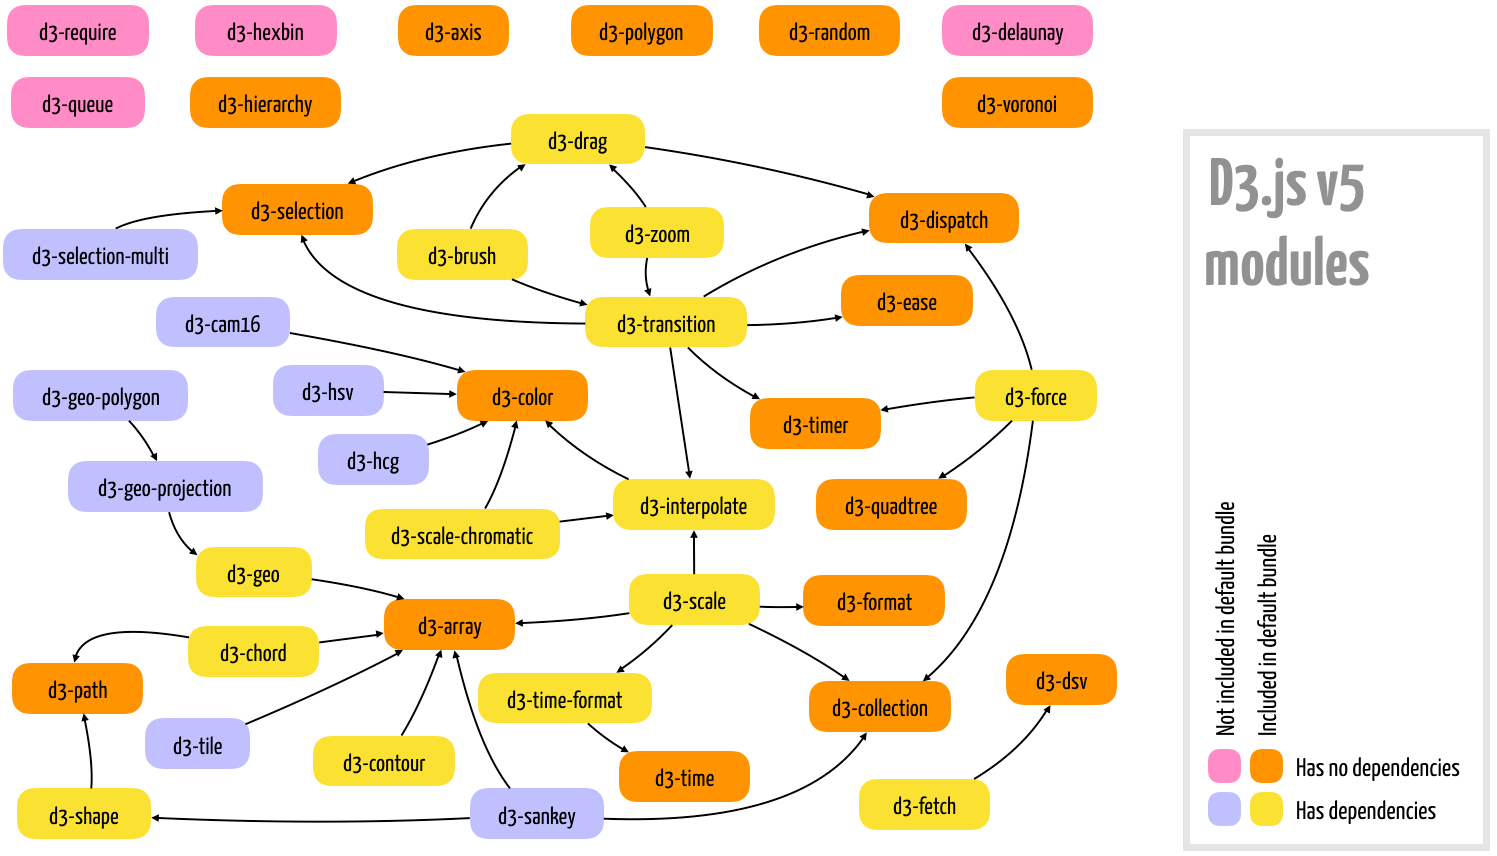 d3-require
d3-hexbin
d3-axis
d3-polygon
d3-random
d3-delaunay
d3-queue
d3-hierarchy
d3-voronoi
d3-drag
d3-selection
d3-dispatch
d3-selection-multi
d3-brush
d3-zoom
d3-cam16
d3-transition
d3-ease
d3-geo-polygon
d3-hsv
d3-color
d3-timer
d3-force
d3-hcg
d3-geo-projection
d3-scale-chromatic
d3-interpolate
d3-quadtree
d3-geo
d3-array
d3-scale
d3-format
d3-chord
d3-path
d3-time-format
d3-collection
d3-dsv
d3-tile
d3-contour
d3-time
d3-shape
d3-sankey
d3-fetch
D3.js v5
modules
Not included in default bundle
Included in default bundle
Has no dependencies
Has dependencies